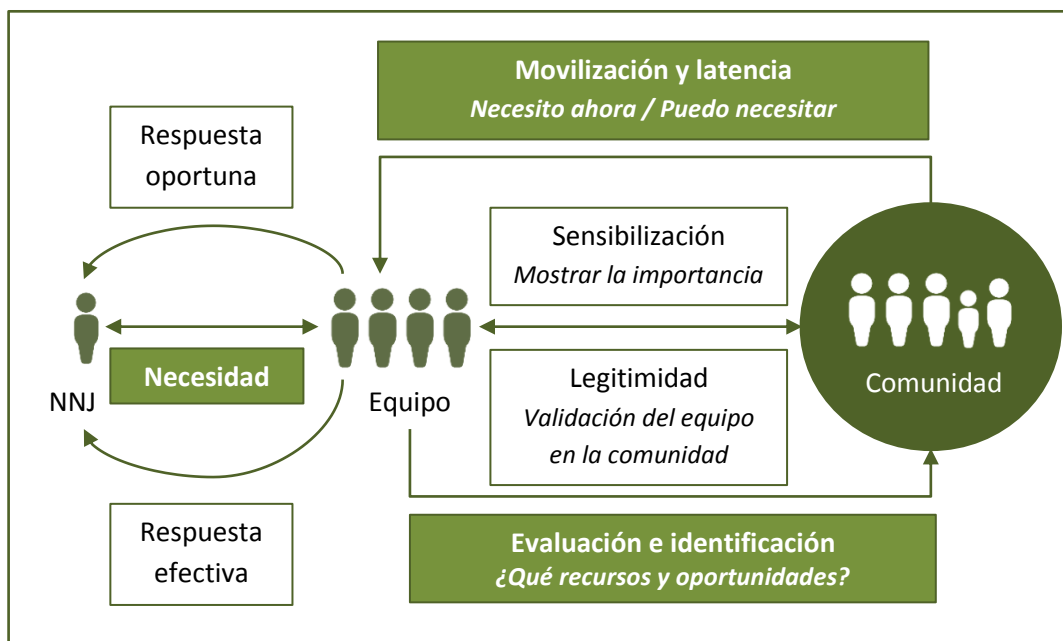 Movilización y latencia
Necesito ahora / Puedo necesitar
Respuesta
oportuna
Sensibilización
Mostrar la importancia
Necesidad
NNJ
Equipo
Legitimidad
Validación del equipo
en la comunidad
Comunidad
Respuesta
efectiva
Evaluación e identificación
¿Qué recursos y oportunidades?